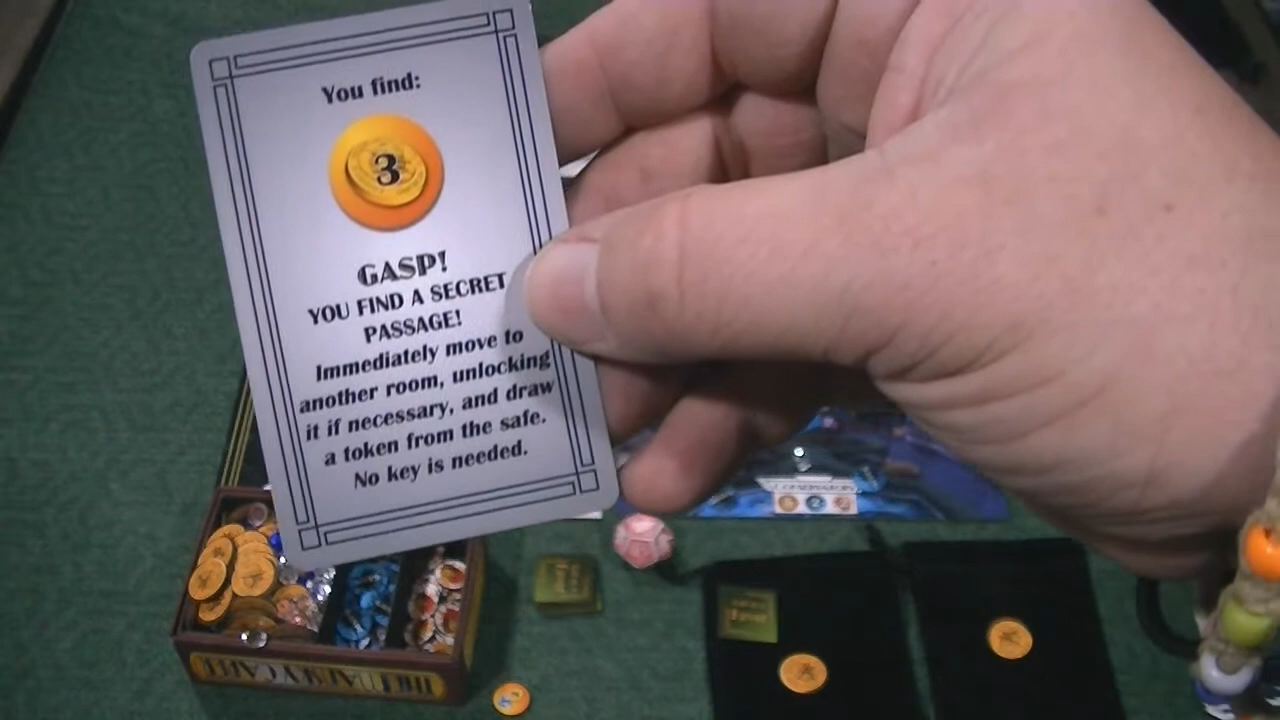 You find:
3
GASP!
YOU FIND A SECRET
PASSAGE!
Immediately move to
another room, unlocking
it if necessary, and draw
a token from the safe.
No key is needed.